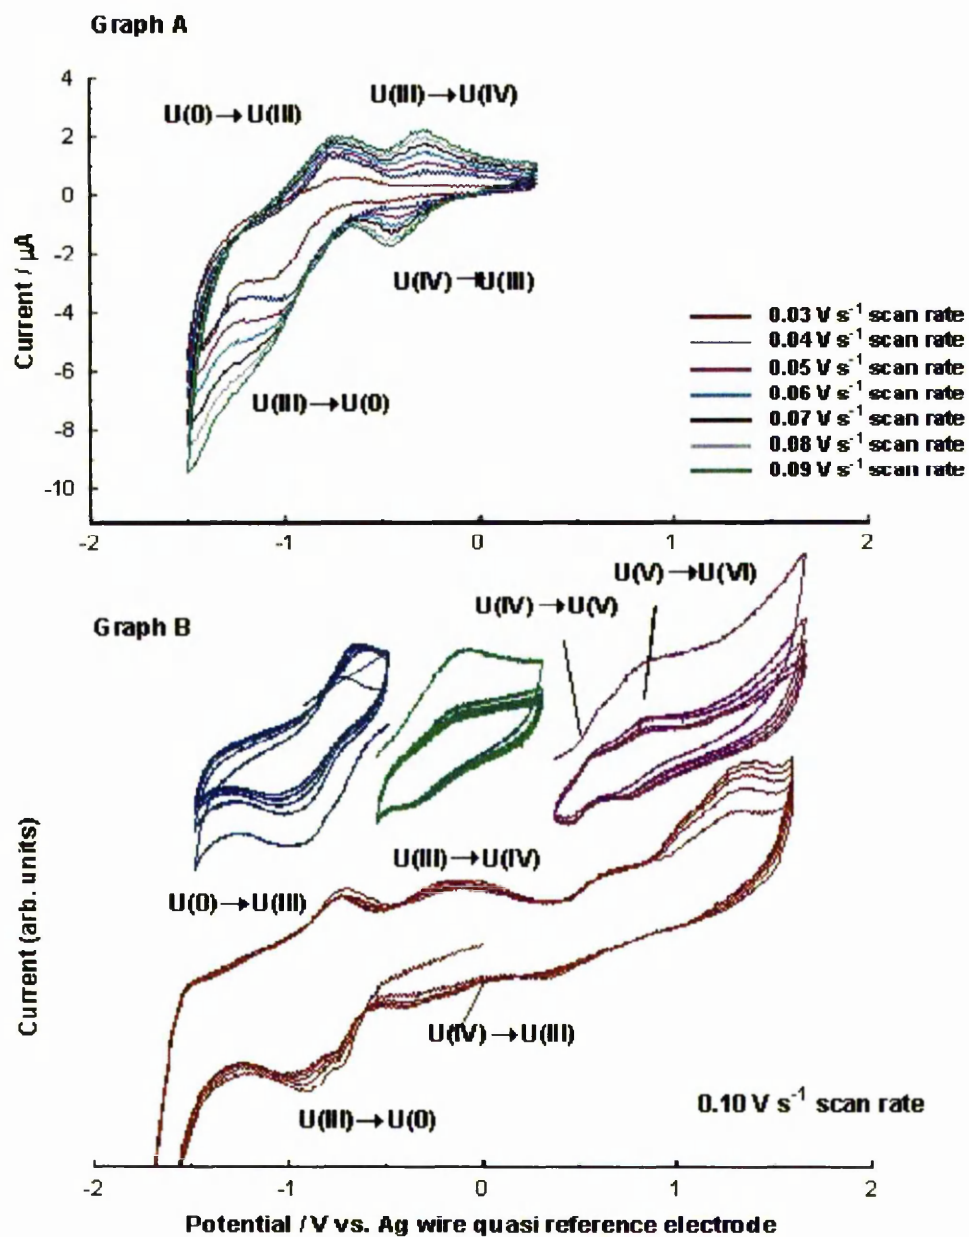 Graph A
4
2
0
-2
-4
-6
-8
-10
Current / µA
U(0)→U(III)
U(III)→U(IV)
U(IV)→U(III)
U(III)→U(0)
0.03 V s⁻¹ scan rate
0.04 V s⁻¹ scan rate
0.05 V s⁻¹ scan rate
0.06 V s⁻¹ scan rate
0.07 V s⁻¹ scan rate
0.08 V s⁻¹ scan rate
0.09 V s⁻¹ scan rate
-2 -1 0 1 2
Graph B
U(IV)→U(V)
U(V)→U(VI)
Current (arb. units)
U(0)→U(III)
U(III)→U(IV)
U(IV)→U(III)
U(III)→U(0)
0.10 V s⁻¹ scan rate
-2 -1 0 1 2
Potential / V vs. Ag wire quasi reference electrode